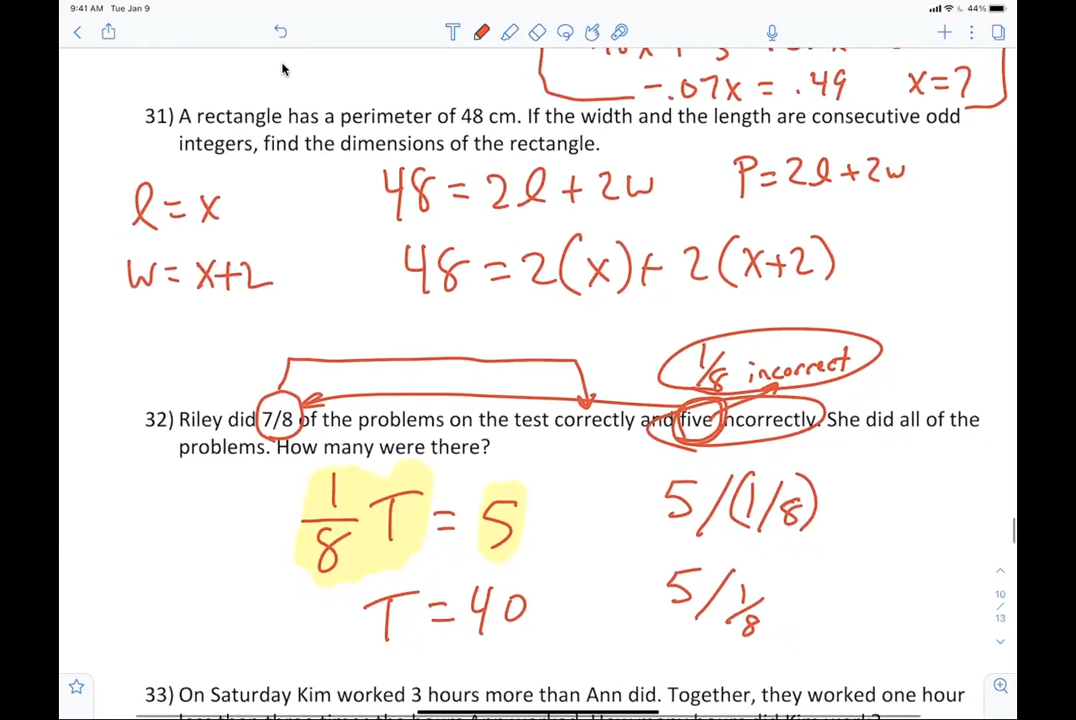 9:41 AM Tue Jan 9
44%
T
-.07x = .49 x=7
31) A rectangle has a perimeter of 48 cm. If the width and the length are consecutive odd
integers, find the dimensions of the rectangle.
l = x
48 = 2l + 2w
P = 2l + 2w
w = x+2
48 = 2(x) + 2(x+2)
1/8 incorrect
32) Riley did 7/8 of the problems on the test correctly and five incorrectly. She did all of the
problems. How many were there?
1/8 T = 5
5/(1/8)
T = 40
5/1/8
10
/
13
33) On Saturday Kim worked 3 hours more than Ann did. Together, they worked one hour